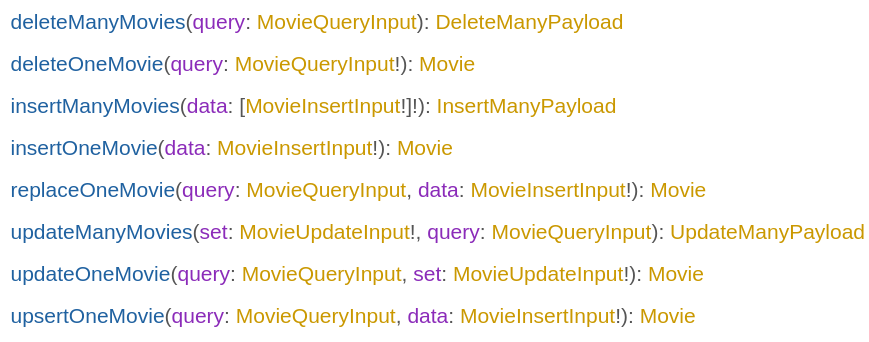 deleteManyMovies(query: MovieQueryInput): DeleteManyPayload
deleteOneMovie(query: MovieQueryInput!): Movie
insertManyMovies(data: [MovieInsertInput!]!): InsertManyPayload
insertOneMovie(data: MovieInsertInput!): Movie
replaceOneMovie(query: MovieQueryInput, data: MovieInsertInput!): Movie
updateManyMovies(set: MovieUpdateInput!, query: MovieQueryInput): UpdateManyPayload
updateOneMovie(query: MovieQueryInput, set: MovieUpdateInput!): Movie
upsertOneMovie(query: MovieQueryInput, data: MovieInsertInput!): Movie